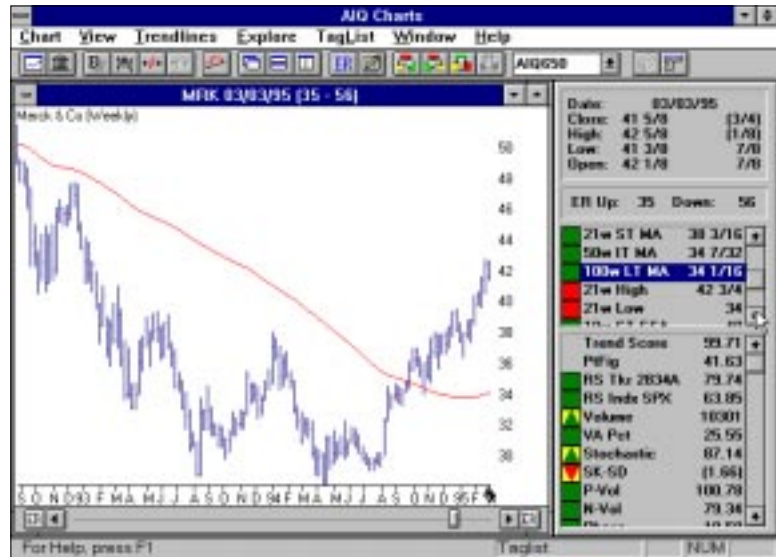 AIQ Charts
Chart View Trendlines Explore TagList Window Help
ER AIQ650
MRK 03/03/95 (35 - 56)
Merck & Co (Weekly)
50
48
46
44
42
40
38
36
34
32
30
S O N D 93 F M A M J J A S O N D 94 F M A M J J A S O N D 95 F
Date: 03/03/95
Close: 41 5/8 (3/4)
High: 42 5/8 (1/8)
Low: 41 3/8 7/8
Open: 42 1/8 7/8
ER Up: 35 Down: 56
21w ST MA 38 3/16
50w IT MA 34 7/32
100w LT MA 34 1/16
21w High 42 3/4
21w Low 34
Trend Score 99.71
PtFig 41.63
RS Tkr 2834A 79.74
RS Indx SPX 63.85
Volume 10301
VA Pct 25.55
Stochastic 87.14
SK-SD (1.66)
P-Vol 100.78
N-Vol 79.34
For Help, press F1
Taglist
NUM